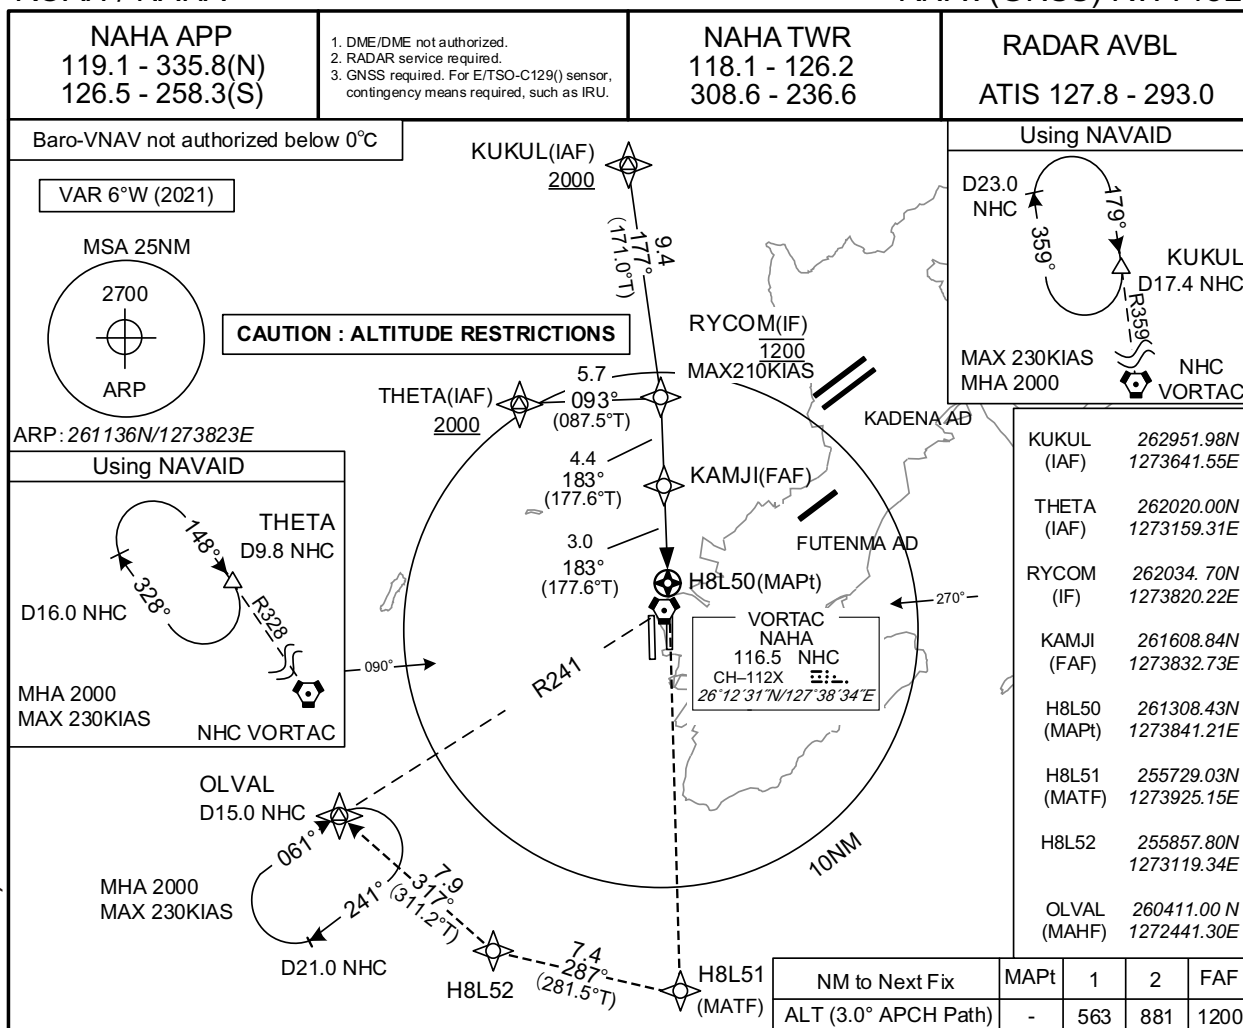 NAHA APP
119.1 - 335.8(N)
126.5 - 258.3(S)
1. DME/DME not authorized.
2. RADAR service required.
3. GNSS required. For E/TSO-C129() sensor,
contingency means required, such as IRU.
NAHA TWR
118.1 - 126.2
308.6 - 236.6
RADAR AVBL
ATIS 127.8 - 293.0
Baro-VNAV not authorized below 0°C
VAR 6°W (2021)
MSA 25NM
2700
ARP
ARP: 261136N/1273823E
CAUTION : ALTITUDE RESTRICTIONS
KUKUL(IAF)
2000
9.4
177°
(171.0°T)
RYCOM(IF)
1200
MAX210KIAS
THETA(IAF)
2000
5.7
093°
(087.5°T)
4.4
183°
(177.6°T)
KAMJI(FAF)
3.0
183°
(177.6°T)
H8L50(MAPt)
KADENA AD
FUTENMA AD
270°
090°
VORTAC
NAHA
116.5 NHC
CH-112X
26°12´31˝N/127°38´34˝E
R241
10NM
Using NAVAID
D23.0
NHC
179°
359°
KUKUL
D17.4 NHC
R359
MAX 230KIAS
MHA 2000
NHC
VORTAC
Using NAVAID
THETA
D9.8 NHC
148°
328°
D16.0 NHC
R328
MHA 2000
MAX 230KIAS
NHC VORTAC
OLVAL
D15.0 NHC
061°
241°
MHA 2000
MAX 230KIAS
D21.0 NHC
7.9
317°
(311.2°T)
H8L52
7.4
287°
(281.5°T)
H8L51
(MATF)
KUKUL 262951.98N
(IAF) 1273641.55E
THETA 262020.00N
(IAF) 1273159.31E
RYCOM 262034. 70N
(IF) 1273820.22E
KAMJI 261608.84N
(FAF) 1273832.73E
H8L50 261308.43N
(MAPt) 1273841.21E
H8L51 255729.03N
(MATF) 1273925.15E
H8L52 255857.80N
1273119.34E
OLVAL 260411.00 N
(MAHF) 1272441.30E
NM to Next Fix MAPt 1 2 FAF
ALT (3.0° APCH Path) - 563 881 1200